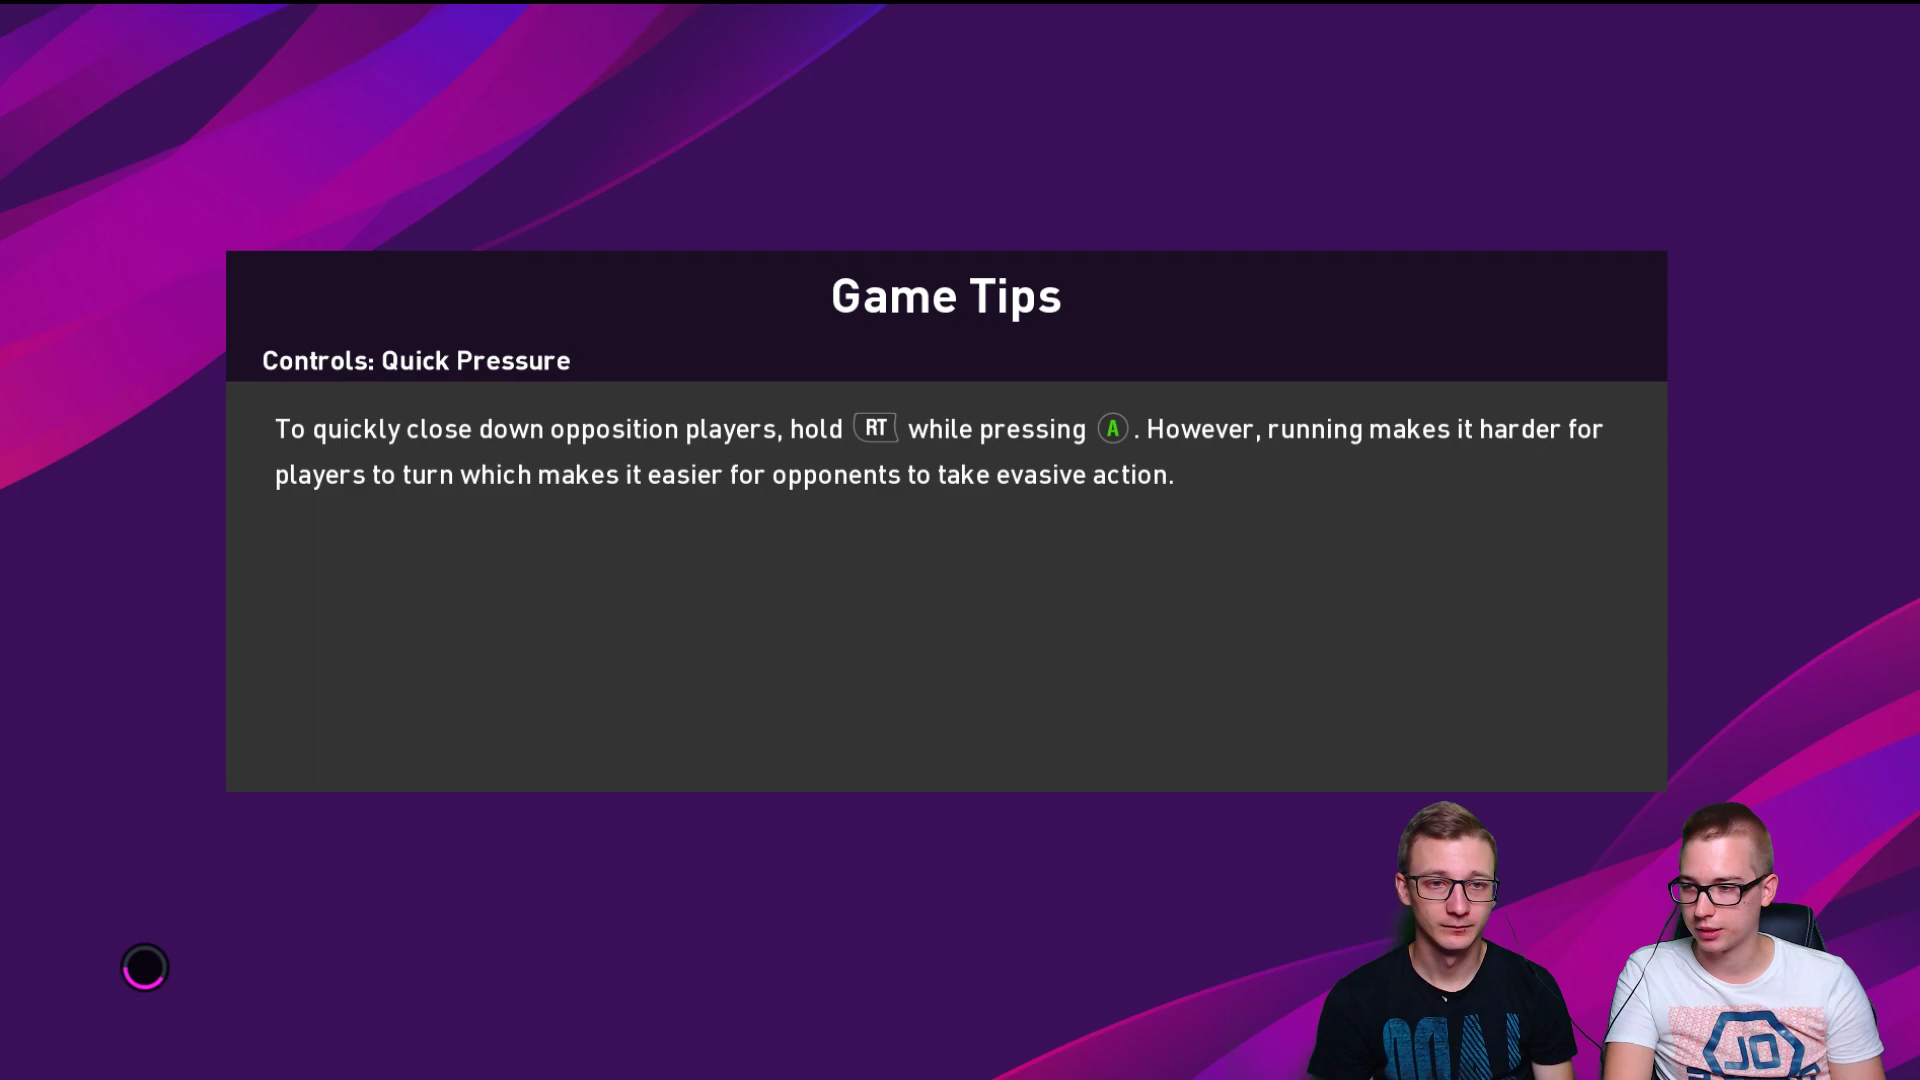 Game Tips
Controls: Quick Pressure
To quickly close down opposition players, hold RT while pressing A. However, running makes it harder for
players to turn which makes it easier for opponents to take evasive action.
JO